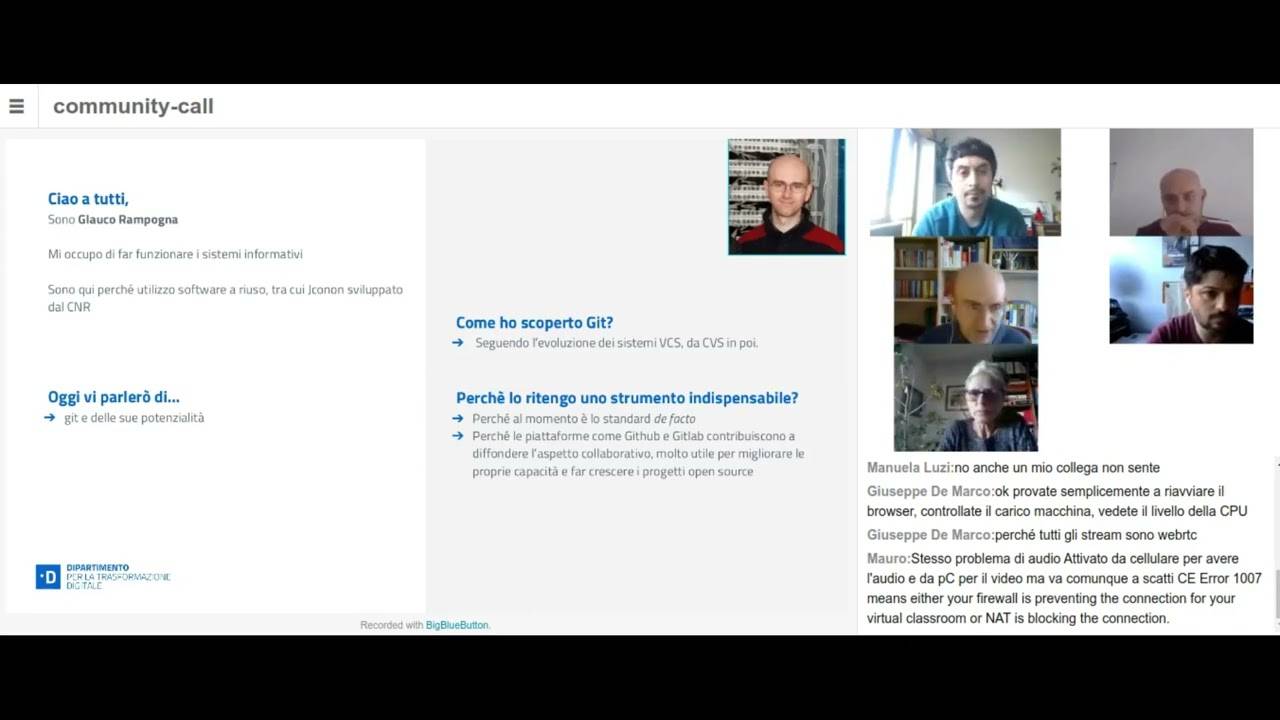 community-call
Ciao a tutti,
Sono Glauco Rampogna
Mi occupo di far funzionare i sistemi informativi
Sono qui perché utilizzo software a riuso, tra cui Jconon sviluppato
dal CNR
Oggi vi parlerò di...
→ git e delle sue potenzialità
DIPARTIMENTO
PER LA TRASFORMAZIONE
DIGITALE
Come ho scoperto Git?
→ Seguendo l'evoluzione dei sistemi VCS, da CVS in poi.
Perchè lo ritengo uno strumento indispensabile?
→ Perché al momento è lo standard de facto
→ Perché le piattaforme come Github e Gitlab contribuiscono a
diffondere l'aspetto collaborativo, molto utile per migliorare le
proprie capacità e far crescere i progetti open source
Recorded with BigBlueButton.
Manuela Luzi:no anche un mio collega non sente
Giuseppe De Marco:ok provate semplicemente a riavviare il
browser, controllate il carico macchina, vedete il livello della CPU
Giuseppe De Marco:perché tutti gli stream sono webrtc
Mauro:Stesso problema di audio Attivato da cellulare per avere
l'audio e da pC per il video ma va comunque a scatti CE Error 1007
means either your firewall is preventing the connection for your
virtual classroom or NAT is blocking the connection.